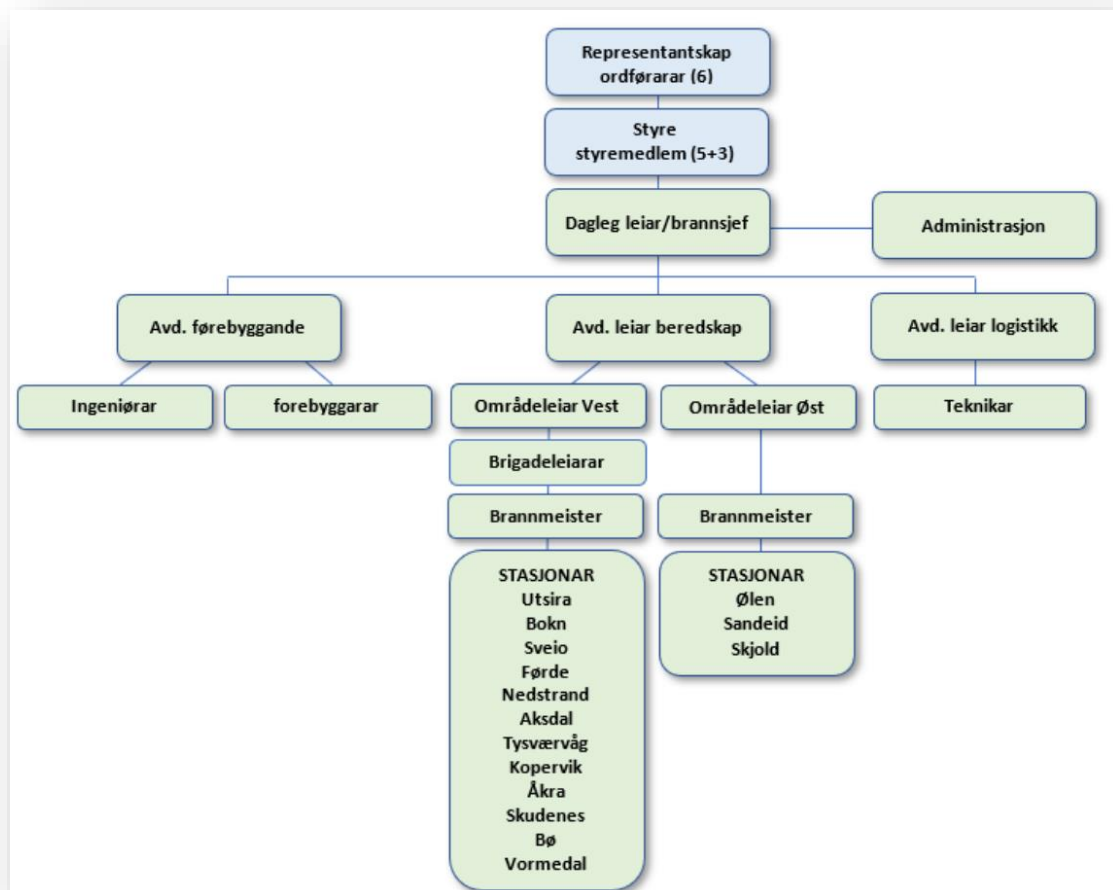 Representantskap
ordførarar (6)
Styre
styremedlem (5+3)
Dagleg leiar/brannsjef
Administrasjon
Avd. førebyggande
Avd. leiar beredskap
Avd. leiar logistikk
Ingeniørar
forebyggarar
Områdeleiar Vest
Områdeleiar Øst
Teknikar
Brigadeleiarar
Brannmeister
Brannmeister
STASJONAR
Utsira
Bokn
Sveio
Førde
Nedstrand
Aksdal
Tysværvåg
Kopervik
Åkra
Skudenes
Bø
Vormedal
STASJONAR
Ølen
Sandeid
Skjold